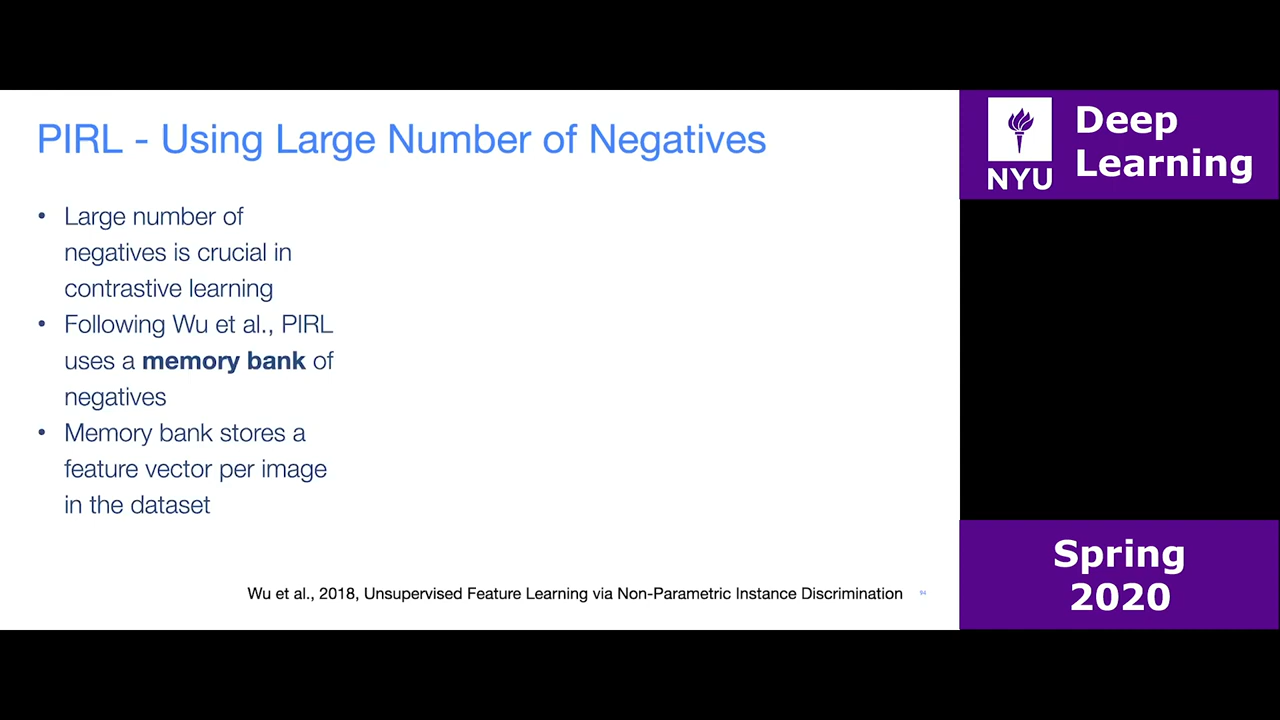 PIRL - Using Large Number of Negatives
• Large number of
negatives is crucial in
contrastive learning
• Following Wu et al., PIRL
uses a memory bank of
negatives
• Memory bank stores a
feature vector per image
in the dataset
Wu et al., 2018, Unsupervised Feature Learning via Non-Parametric Instance Discrimination
NYU
Deep
Learning
Spring
2020